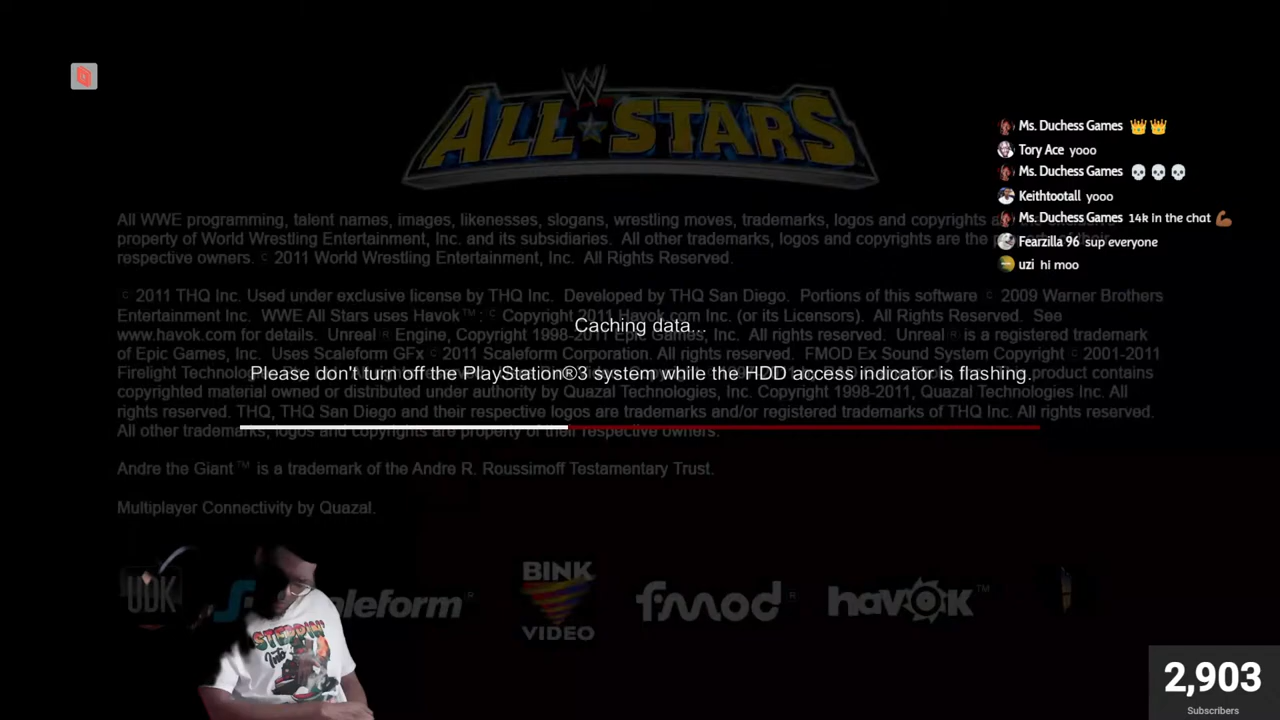 W
ALL STARS
Ms. Duchess Games 👑👑
Tory Ace yooo
Ms. Duchess Games 💀💀💀
Keithtootall yooo
Ms. Duchess Games 14k in the chat 💪🏾
Fearzilla 96 sup everyone
uzi hi moo
All WWE programming, talent names, images, likenesses, slogans, wrestling moves, trademarks, logos and copyrights
property of World Wrestling Entertainment, Inc. and its subsidiaries. All other trademarks, logos and copyrights are the
respective owners. © 2011 World Wrestling Entertainment, Inc. All Rights Reserved.
© 2011 THQ Inc. Used under exclusive license by THQ Inc. Developed by THQ San Diego. Portions of this software © 2009 Warner Brothers
Entertainment Inc. WWE All Stars uses Havok™: © Copyright 2011 Havok.com Inc. (or its Licensors). All Rights Reserved. See
Caching data...
www.havok.com for details. Unreal® Engine, Copyright 1998-2011 Epic Games, Inc. All rights reserved. Unreal® is a registered trademark
of Epic Games, Inc. Uses Scaleform GFx © 2011 Scaleform Corporation. All rights reserved. FMOD Ex Sound System Copyright © 2001-2011
Firelight Technolog product contains
Please don't turn off the PlayStation®3 system while the HDD access indicator is flashing.
copyrighted material owned or distributed under authority by Quazal Technologies, Inc. Copyright 1998-2011, Quazal Technologies Inc. All
rights reserved. THQ, THQ San Diego and their respective logos are trademarks and/or registered trademarks of THQ Inc. All rights reserved.
All other trademarks, logos and copyrights are property of their respective owners.
Andre the Giant™ is a trademark of the Andre R. Roussimoff Testamentary Trust.
Multiplayer Connectivity by Quazal.
UDK
aleform®
BINK
VIDEO
fmod®
havok™
STEPPIN'
Into
2,903
Subscribers